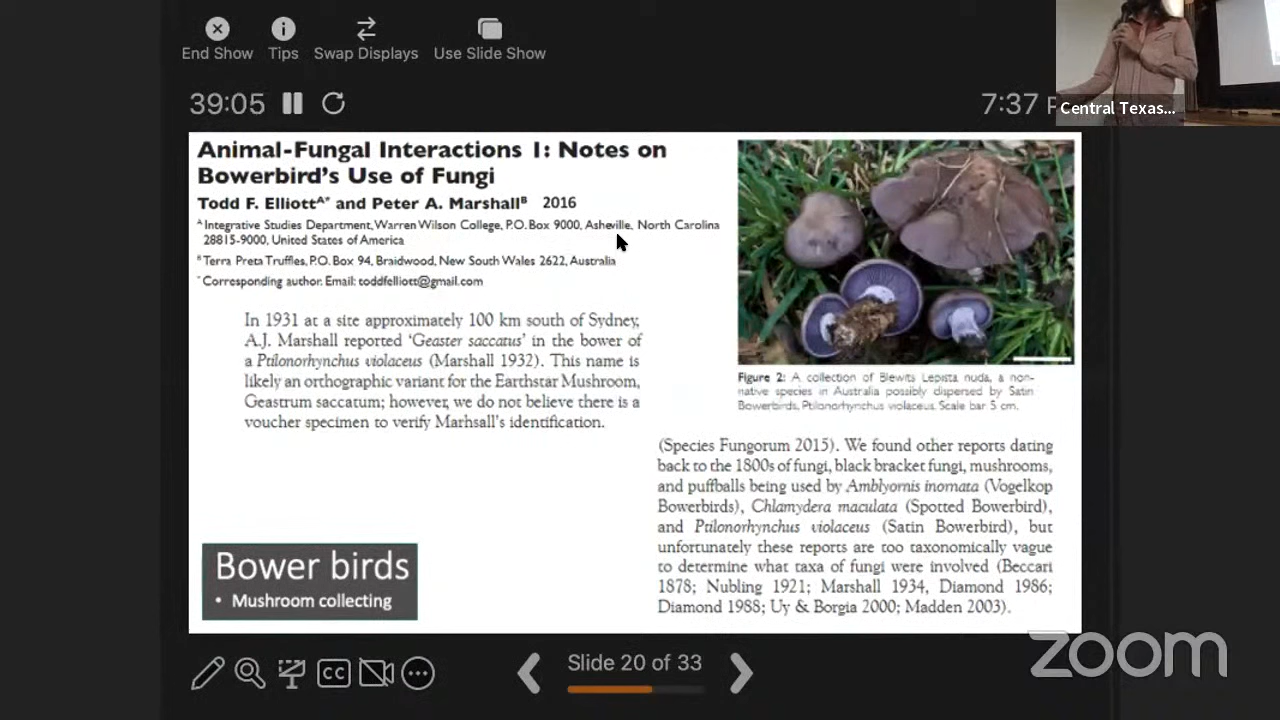 End Show Tips Swap Displays Use Slide Show
39:05
7:37
Central Texas...
Animal-Fungal Interactions 1: Notes on
Bowerbird's Use of Fungi
Todd F. Elliottᴬ* and Peter A. Marshallᴮ 2016
ᴬ Integrative Studies Department, Warren Wilson College, P.O. Box 9000, Asheville, North Carolina
28815-9000, United States of America
ᴮ Terra Preta Truffles, P.O. Box 94, Braidwood, New South Wales 2622, Australia
* Corresponding author. Email: toddfelliott@gmail.com
In 1931 at a site approximately 100 km south of Sydney,
A.J. Marshall reported 'Geaster saccatus' in the bower of
a Ptilonorhynchus violaceus (Marshall 1932). This name is
likely an orthographic variant for the Earthstar Mushroom,
Geastrum saccatum; however, we do not believe there is a
voucher specimen to verify Marhsall's identification.
Bower birds
• Mushroom collecting
Figure 2: A collection of Blewits Lepista nuda, a non-
native species in Australia possibly dispersed by Satin
Bowerbirds, Ptilonorhynchus violaceus. Scale bar 5 cm.
(Species Fungorum 2015). We found other reports dating
back to the 1800s of fungi, black bracket fungi, mushrooms,
and puffballs being used by Amblyornis inornata (Vogelkop
Bowerbirds), Chlamydera maculata (Spotted Bowerbird),
and Ptilonorhynchus violaceus (Satin Bowerbird), but
unfortunately these reports are too taxonomically vague
to determine what taxa of fungi were involved (Beccari
1878; Nubling 1921; Marshall 1934, Diamond 1986;
Diamond 1988; Uy & Borgia 2000; Madden 2003).
CC
Slide 20 of 33
zoom